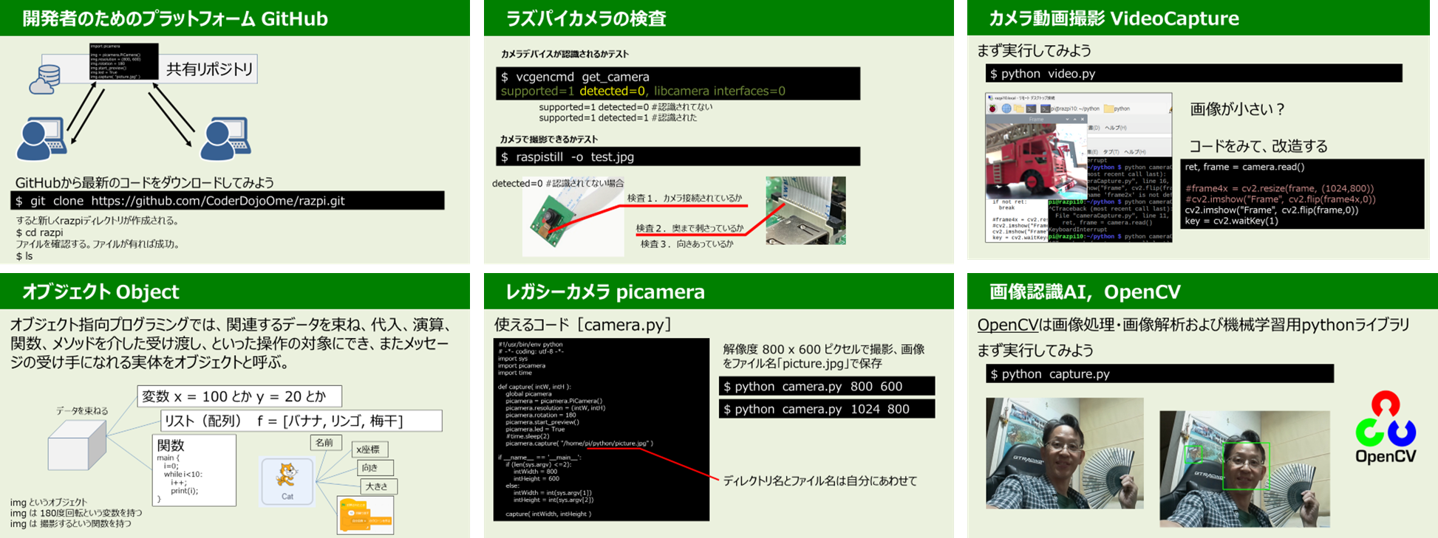 開発者のためのプラットフォーム GitHub
import picamera
img = picamera.PiCamera()
img.resolution = (800, 600)
img.rotation = 180
img.start_preview()
img.led = True
img.capture( "picture.jpg" )
共有リポジトリ
GitHubから最新のコードをダウンロードしてみよう
$ git clone https://github.com/CoderDojoOme/razpi.git
すると新しくrazpiディレクトリが作成される。
$ cd razpi
ファイルを確認する。ファイルが有れば成功。
$ ls
ラズパイカメラの検査
カメラデバイスが認識されるかテスト
$ vcgencmd get_camera
supported=1 detected=0, libcamera interfaces=0
supported=1 detected=0 #認識されてない
supported=1 detected=1 #認識された
カメラで撮影できるかテスト
$ raspistill -o test.jpg
detected=0 #認識されてない場合
検査１．カメラ接続されているか
検査２．奥まで刺さっているか
検査３．向きあっているか
カメラ動画撮影 VideoCapture
まず実行してみよう
$ python video.py
画像が小さい？
コードをみて、改造する
ret, frame = camera.read()
#frame4x = cv2.resize(frame, (1024,800))
#cv2.imshow("Frame", cv2.flip(frame4x,0))
cv2.imshow("Frame", cv2.flip(frame,0))
key = cv2.waitKey(1)
Frame
if not ret:
break
KeyboardInterrupt
オブジェクト Object
オブジェクト指向プログラミングでは、関連するデータを束ね、代入、演算、
関数、メソッドを介した受け渡し、といった操作の対象にでき、またメッセー
ジの受け手になれる実体をオブジェクトと呼ぶ。
データを束ねる
変数 x = 100 とか y = 20 とか
リスト（配列） f = [バナナ, リンゴ, 梅干]
関数
main {
i=0;
while i<10:
i++;
print(i);
}
名前
x座標
向き
大きさ
Cat
img というオブジェクト
img は 180度回転という変数を持つ
img は 撮影するという関数を持つ
レガシーカメラ picamera
使えるコード［camera.py］
#!/usr/bin/env python
# -*- coding: utf-8 -*-
import sys
import picamera
import time
def capture( intW, intH ):
global picamera
picamera = picamera.PiCamera()
picamera.resolution = (intW, intH)
picamera.rotation = 180
picamera.start_preview()
picamera.led = True
#time.sleep(2)
picamera.capture( "/home/pi/python/picture.jpg" )
if __name__ == '__main__':
if (len(sys.argv) <=2):
intWidth = 800
intHeight = 600
else:
intWidth = int(sys.argv[1])
intHeight = int(sys.argv[2])
capture( intWidth, intHeight )
解像度 800 x 600 ピクセルで撮影、画像
をファイル名「picture.jpg」で保存
$ python camera.py 800 600
$ python camera.py 1024 800
ディレクトリ名とファイル名は自分にあわせて
画像認識AI，OpenCV
OpenCVは画像処理・画像解析および機械学習用pythonライブラリ
まず実行してみよう
$ python capture.py
OpenCV